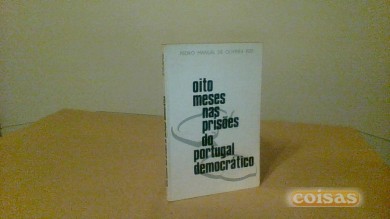 oito
meses
nas
prisões
do
portugal
democrático
coisas